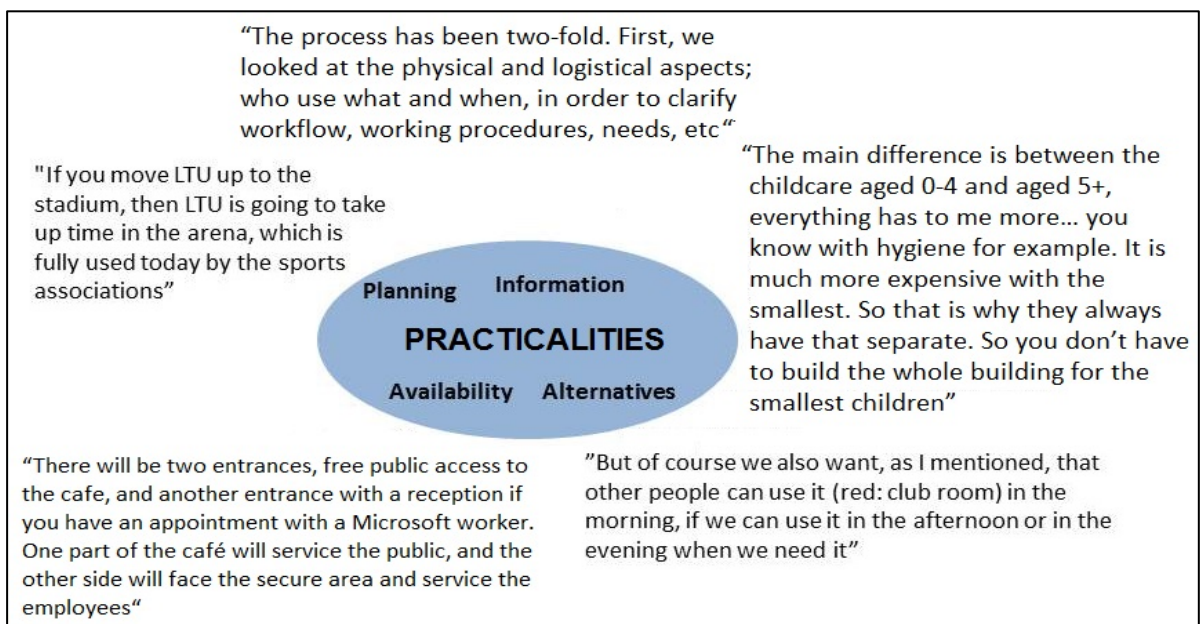 “The process has been two-fold. First, we
looked at the physical and logistical aspects;
who use what and when, in order to clarify
workflow, working procedures, needs, etc“
"If you move LTU up to the
stadium, then LTU is going to take
up time in the arena, which is
fully used today by the sports
associations”
“The main difference is between the
childcare aged 0-4 and aged 5+,
everything has to me more… you
know with hygiene for example. It is
much more expensive with the
smallest. So that is why they always
have that separate. So you don’t have
to build the whole building for the
smallest children”
Planning Information
PRACTICALITIES
Availability Alternatives
“There will be two entrances, free public access to
the cafe, and another entrance with a reception if
you have an appointment with a Microsoft worker.
One part of the café will service the public, and the
other side will face the secure area and service the
employees“
”But of course we also want, as I mentioned, that
other people can use it (red: club room) in the
morning, if we can use it in the afternoon or in the
evening when we need it”